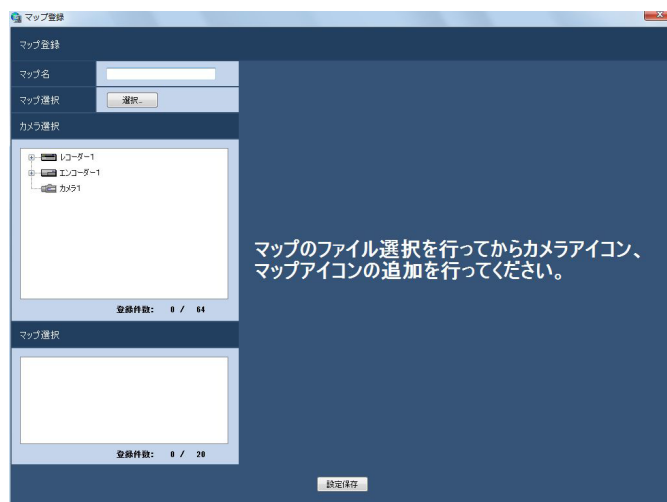 マップ登録
マップ登録
マップ名
マップ選択
選択..
カメラ選択
レコーダー1
エンコーダー1
カメラ1
登録件数: 0 / 64
マップ選択
登録件数: 0 / 20
マップのファイル選択を行ってからカメラアイコン、
マップアイコンの追加を行ってください。
設定保存